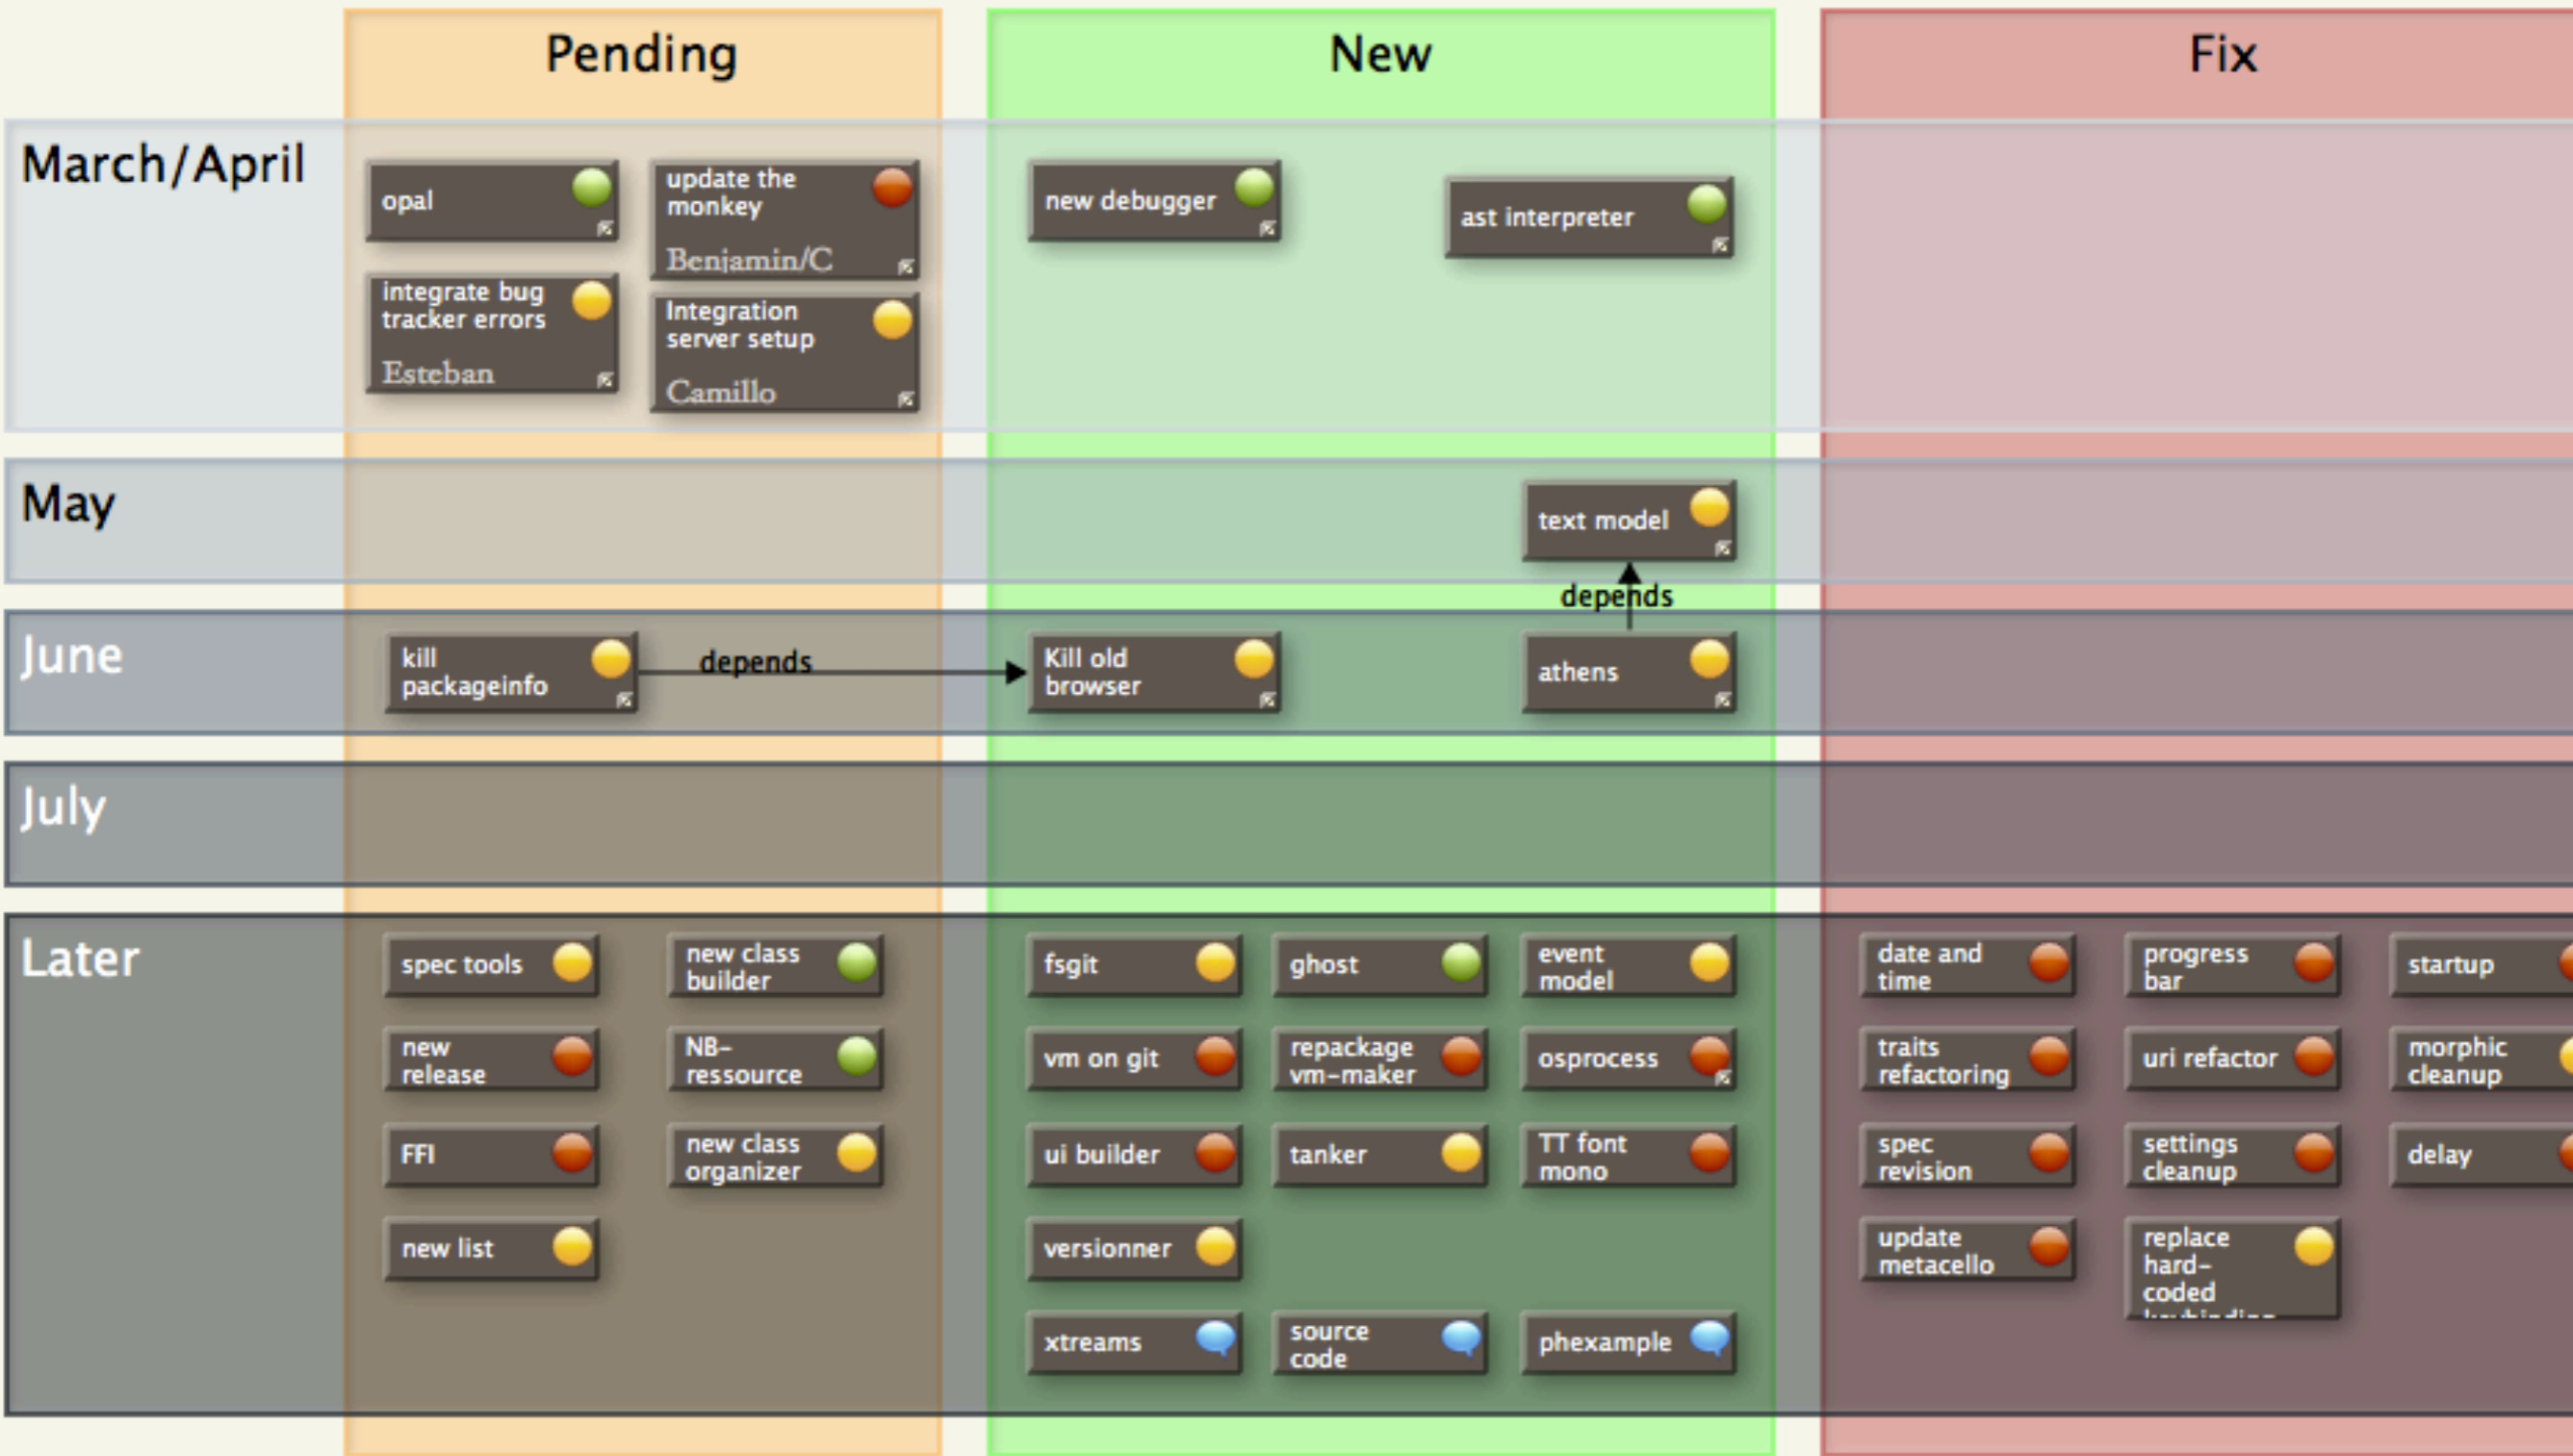 Pending
New
Fix
March/April
opal
update the
monkey
Benjamin/C
new debugger
ast interpreter
integrate bug
tracker errors
Esteban
Integration
server setup
Camillo
May
text model
depends
June
kill
packageinfo
depends
Kill old
browser
athens
July
Later
spec tools
new class
builder
fsgit
ghost
event
model
date and
time
progress
bar
startup
new
release
NB-
ressource
vm on git
repackage
vm-maker
osprocess
traits
refactoring
uri refactor
morphic
cleanup
FFI
new class
organizer
ui builder
tanker
TT font
mono
spec
revision
settings
cleanup
delay
new list
versionner
update
metacello
replace
hard-
coded
xtreams
source
code
phexample